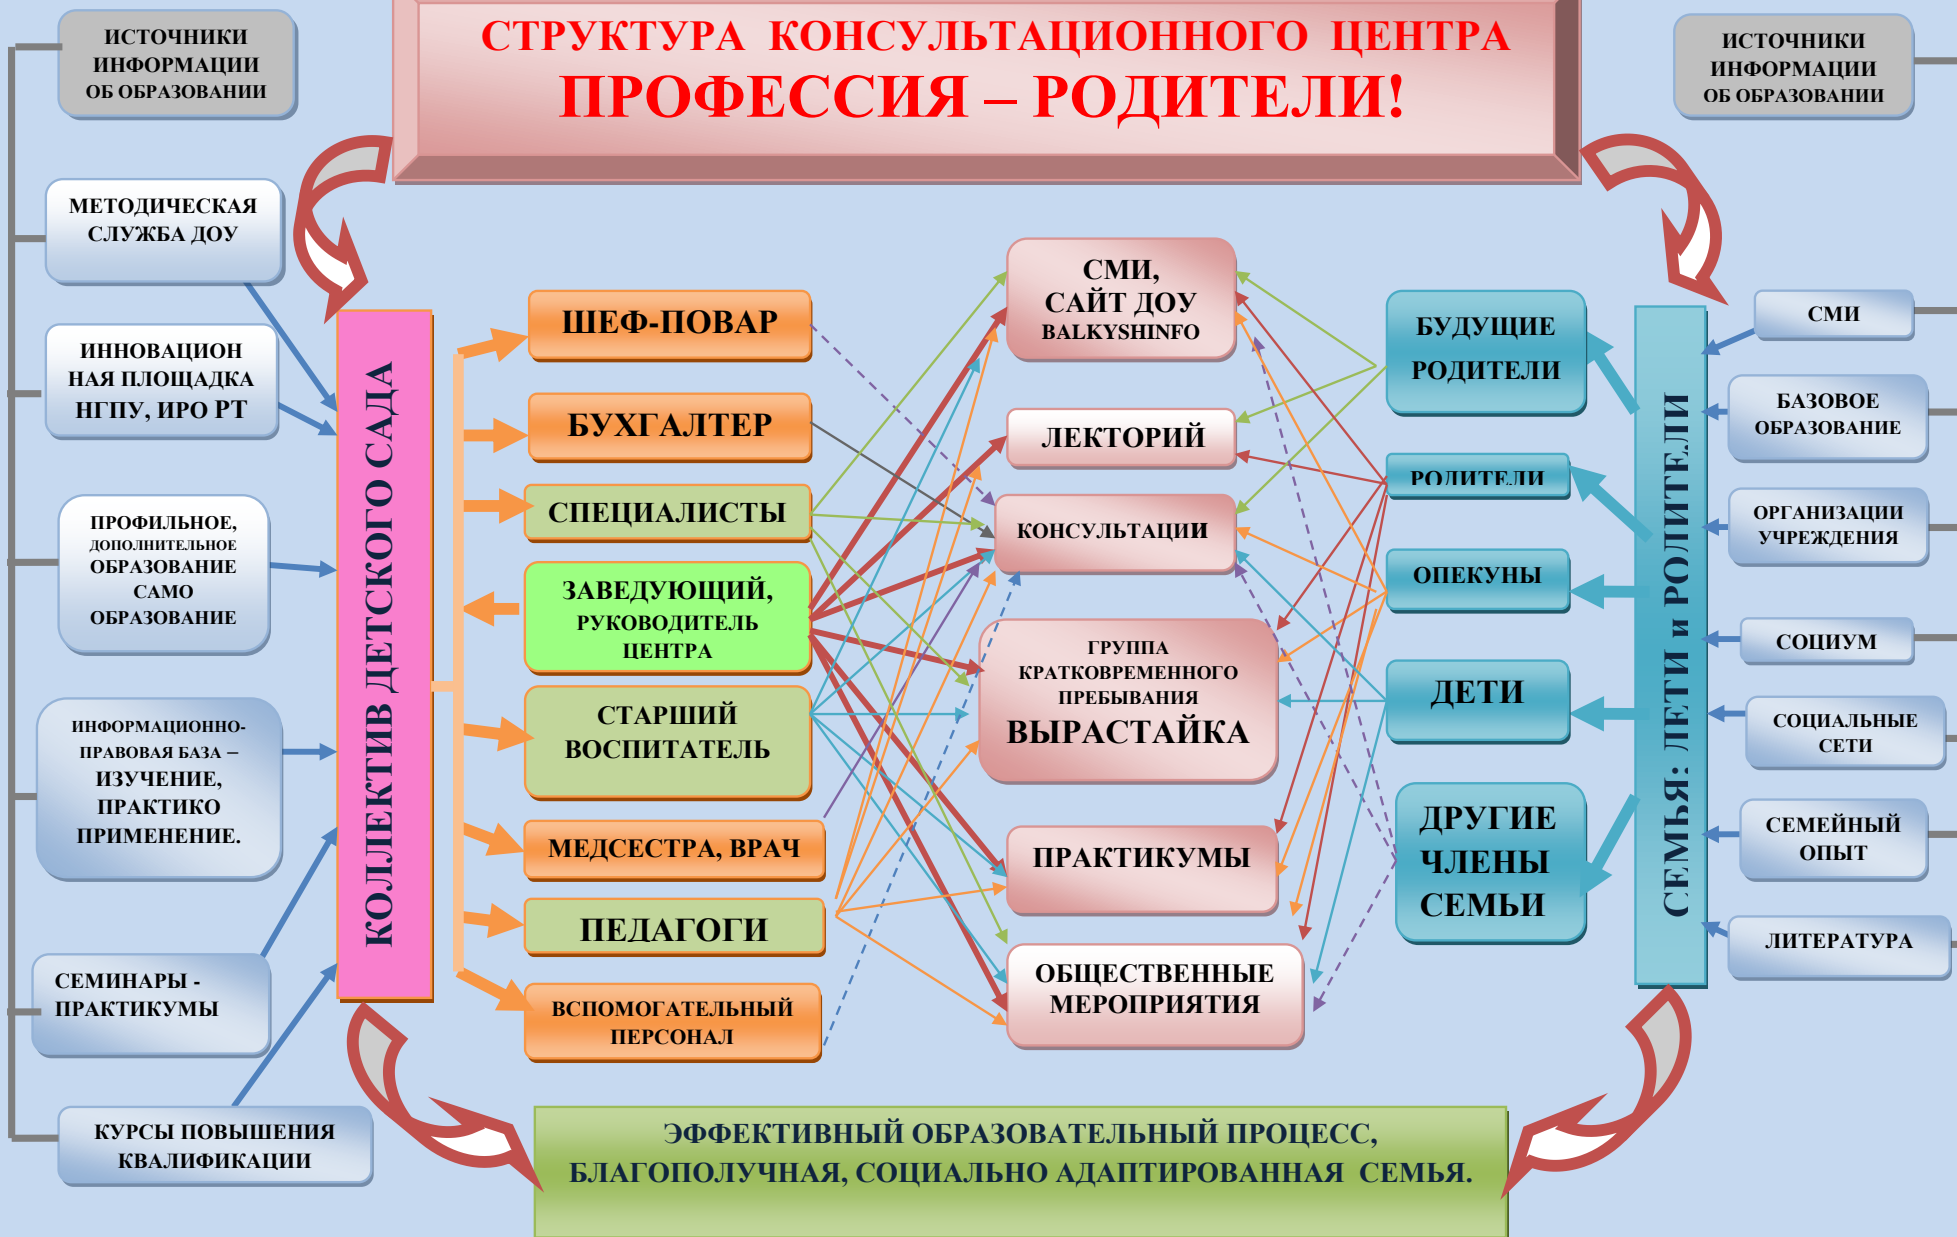 СТРУКТУРА КОНСУЛЬТАЦИОННОГО ЦЕНТРА
ПРОФЕССИЯ – РОДИТЕЛИ!
ИСТОЧНИКИ
ИНФОРМАЦИИ
ОБ ОБРАЗОВАНИИ
МЕТОДИЧЕСКАЯ
СЛУЖБА ДОУ
ИННОВАЦИОН
НАЯ ПЛОЩАДКА
НГПУ, ИРО РТ
ПРОФИЛЬНОЕ,
ДОПОЛНИТЕЛЬНОЕ
ОБРАЗОВАНИЕ
САМО
ОБРАЗОВАНИЕ
ИНФОРМАЦИОННО-
ПРАВОВАЯ БАЗА –
ИЗУЧЕНИЕ,
ПРАКТИКО
ПРИМЕНЕНИЕ.
СЕМИНАРЫ -
ПРАКТИКУМЫ
КУРСЫ ПОВЫШЕНИЯ
КВАЛИФИКАЦИИ
КОЛЛЕКТИВ ДЕТСКОГО САДА
ШЕФ-ПОВАР
БУХГАЛТЕР
СПЕЦИАЛИСТЫ
ЗАВЕДУЮЩИЙ,
РУКОВОДИТЕЛЬ
ЦЕНТРА
СТАРШИЙ
ВОСПИТАТЕЛЬ
МЕДСЕСТРА, ВРАЧ
ПЕДАГОГИ
ВСПОМОГАТЕЛЬНЫЙ
ПЕРСОНАЛ
СМИ,
САЙТ ДОУ
BALKYSHINFO
ЛЕКТОРИЙ
КОНСУЛЬТАЦИИ
ГРУППА
КРАТКОВРЕМЕННОГО
ПРЕБЫВАНИЯ
ВЫРАСТАЙКА
ПРАКТИКУМЫ
ОБЩЕСТВЕННЫЕ
МЕРОПРИЯТИЯ
БУДУЩИЕ
РОДИТЕЛИ
РОДИТЕЛИ
ОПЕКУНЫ
ДЕТИ
ДРУГИЕ
ЧЛЕНЫ
СЕМЬИ
СЕМЬЯ: ДЕТИ и РОДИТЕЛИ
ИСТОЧНИКИ
ИНФОРМАЦИИ
ОБ ОБРАЗОВАНИИ
СМИ
БАЗОВОЕ
ОБРАЗОВАНИЕ
ОРГАНИЗАЦИИ
УЧРЕЖДЕНИЯ
СОЦИУМ
СОЦИАЛЬНЫЕ
СЕТИ
СЕМЕЙНЫЙ
ОПЫТ
ЛИТЕРАТУРА
ЭФФЕКТИВНЫЙ ОБРАЗОВАТЕЛЬНЫЙ ПРОЦЕСС,
БЛАГОПОЛУЧНАЯ, СОЦИАЛЬНО АДАПТИРОВАННАЯ СЕМЬЯ.